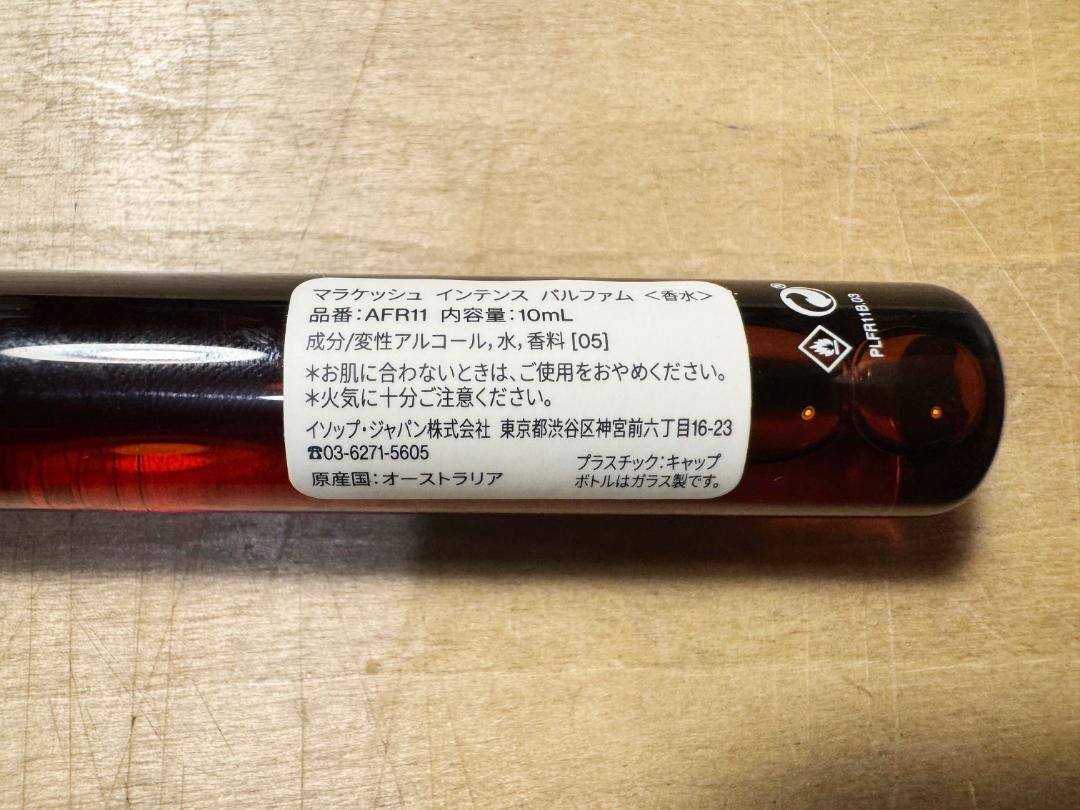 マラケッシュ インテンス パルファム <香水>
品番：AFR11 内容量：10mL
成分/変性アルコール,水,香料 [05]
＊お肌に合わないときは、ご使用をおやめください。
＊火気に十分ご注意ください。
イソップ・ジャパン株式会社 東京都渋谷区神宮前六丁目16-23
☎03-6271-5605
原産国：オーストラリア
プラスチック：キャップ
ボトルはガラス製です。
®
PLFR11B.03